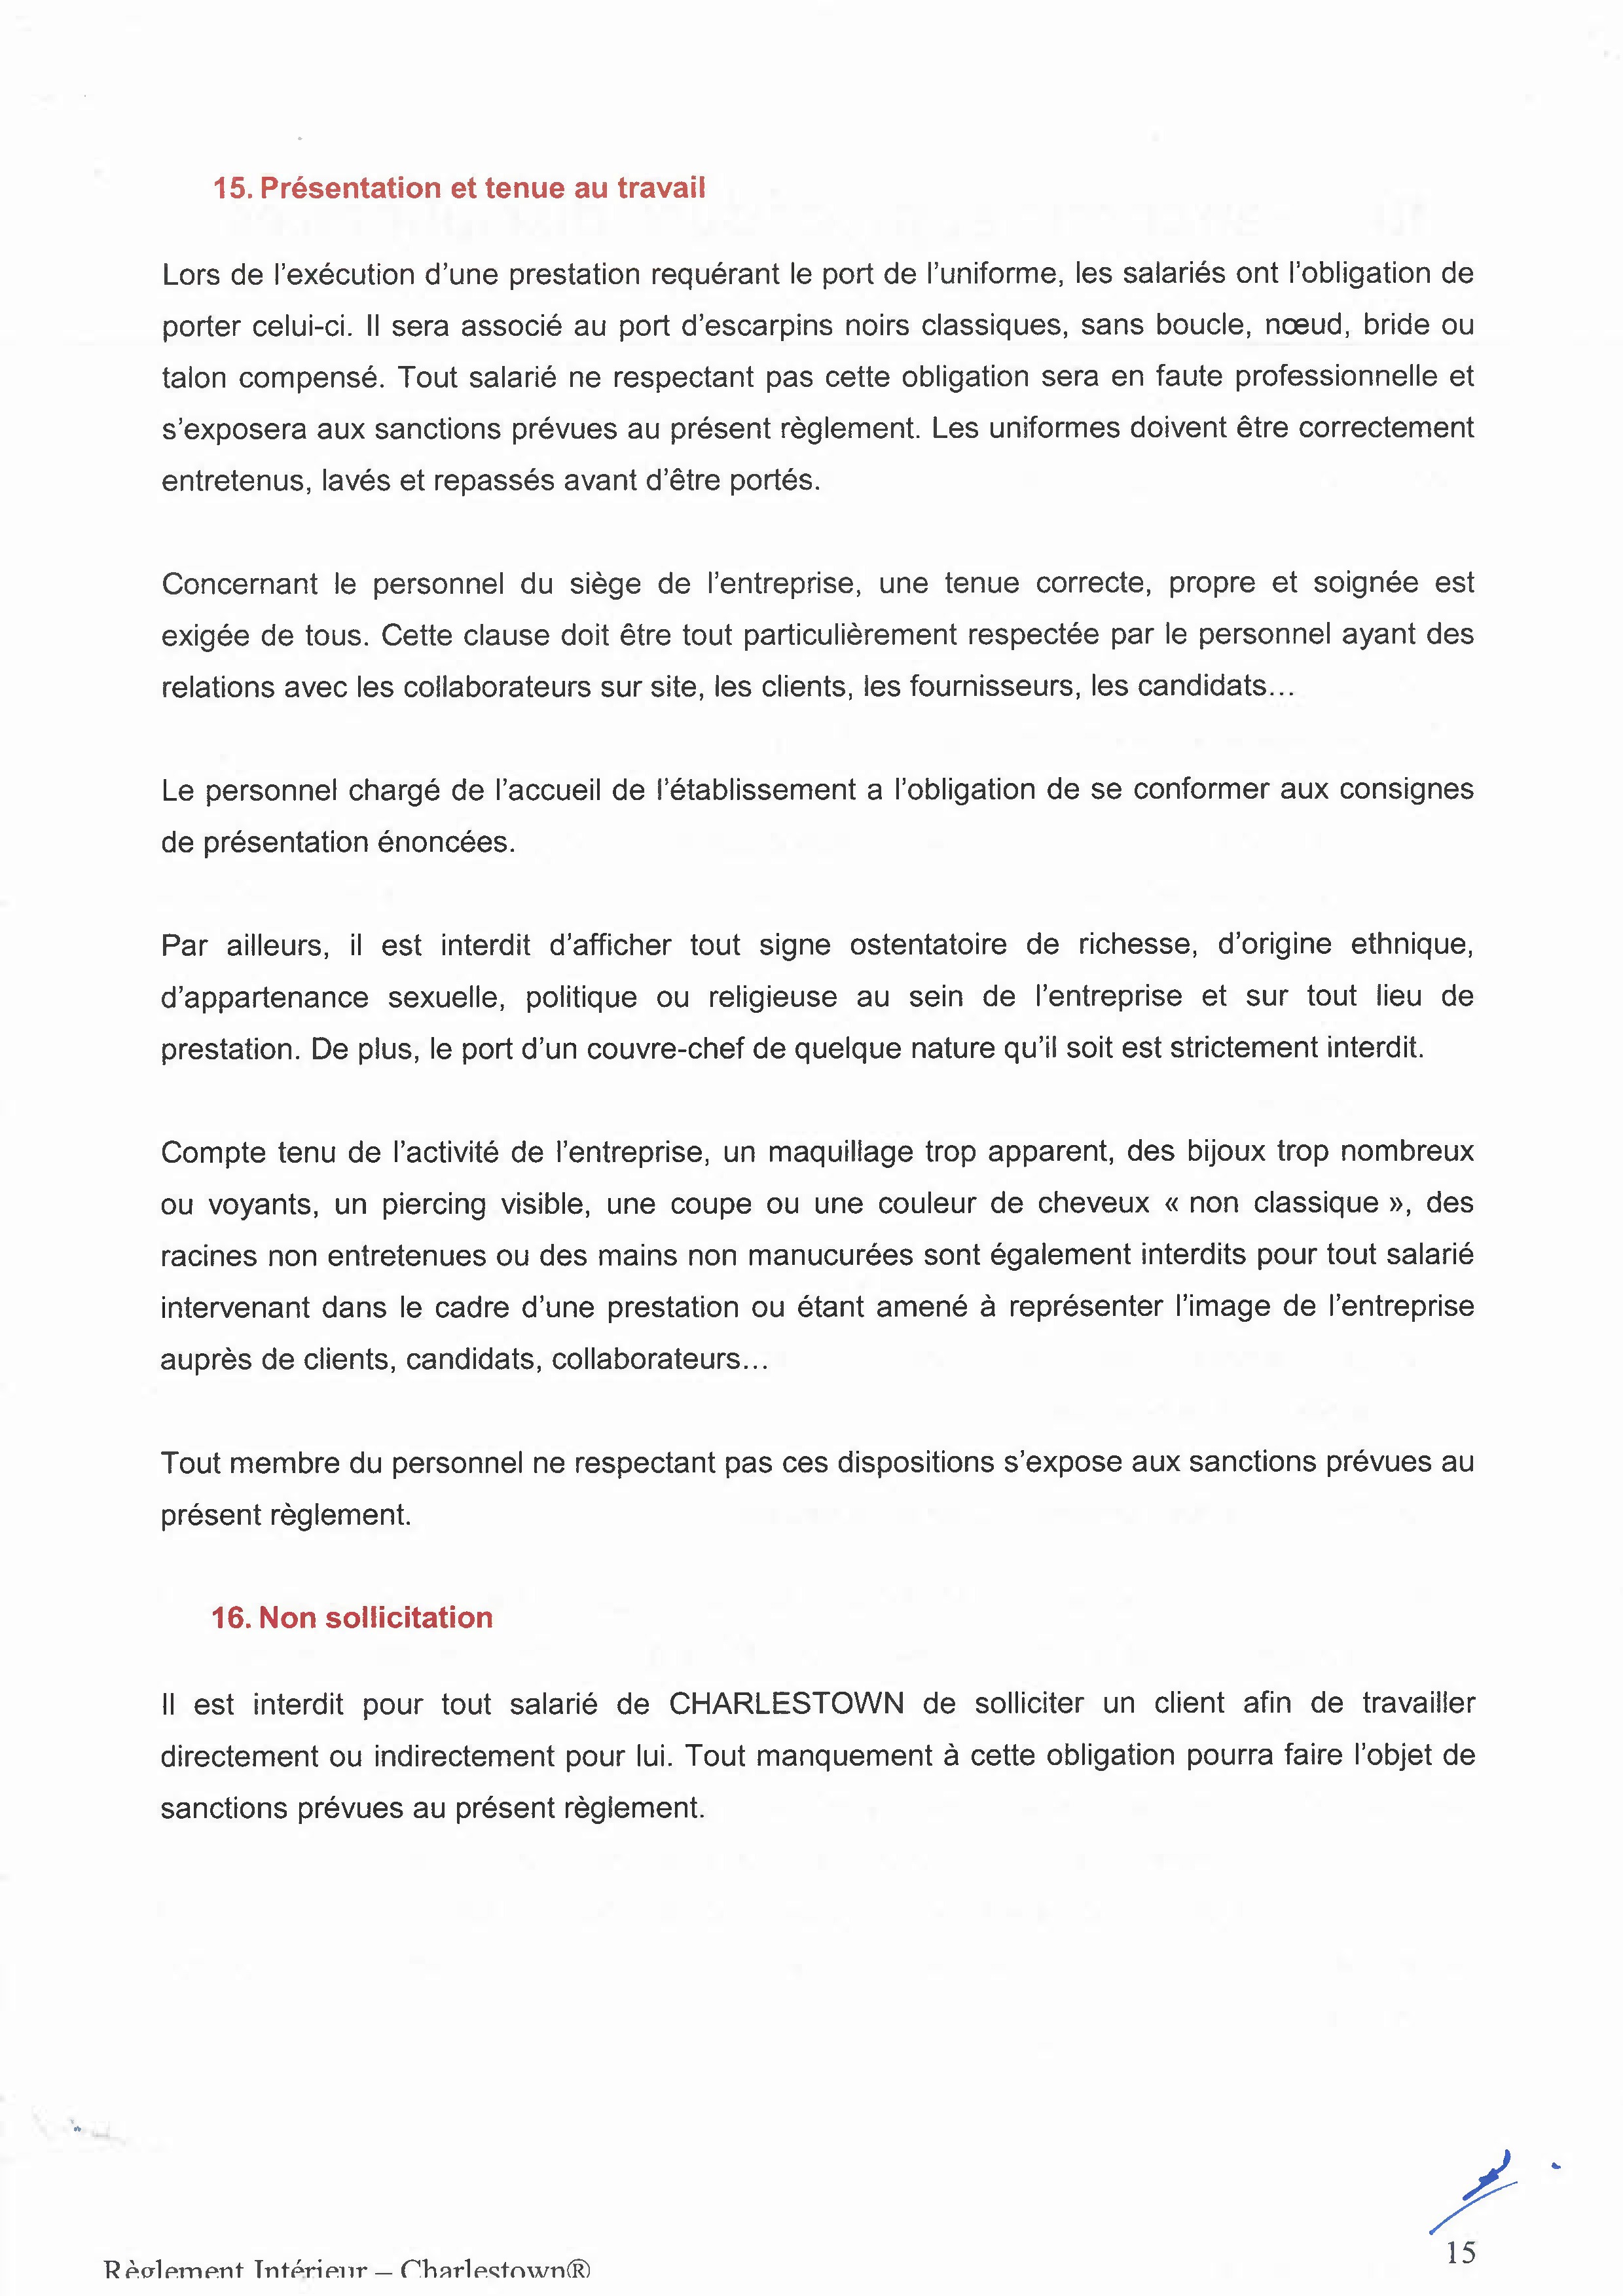 15. Présentation et tenue au travail
Lors de l'exécution d'une prestation requérant le port de l'uniforme, les salariés ont l'obligation de
porter celui-ci. Il sera associé au port d'escarpins noirs classiques, sans boucle, nœud, bride ou
talon compensé. Tout salarié ne respectant pas cette obligation sera en faute professionnelle et
s'exposera aux sanctions prévues au présent règlement. Les uniformes doivent être correctement
entretenus, lavés et repassés avant d'être portés.
Concernant le personnel du siège de l'entreprise, une tenue correcte, propre et soignée est
exigée de tous. Cette clause doit être tout particulièrement respectée par le personnel ayant des
relations avec les collaborateurs sur site, les clients, les fournisseurs, les candidats...
Le personnel chargé de l'accueil de l'établissement a l'obligation de se conformer aux consignes
de présentation énoncées.
Par ailleurs, il est interdit d'afficher tout signe ostentatoire de richesse, d'origine ethnique,
d'appartenance sexuelle, politique ou religieuse au sein de l'entreprise et sur tout lieu de
prestation. De plus, le port d'un couvre-chef de quelque nature qu'il soit est strictement interdit.
Compte tenu de l'activité de l'entreprise, un maquillage trop apparent, des bijoux trop nombreux
ou voyants, un piercing visible, une coupe ou une couleur de cheveux « non classique », des
racines non entretenues ou des mains non manucurées sont également interdits pour tout salarié
intervenant dans le cadre d'une prestation ou étant amené à représenter l'image de l'entreprise
auprès de clients, candidats, collaborateurs...
Tout membre du personnel ne respectant pas ces dispositions s'expose aux sanctions prévues au
présent règlement.
16. Non sollicitation
Il est interdit pour tout salarié de CHARLESTOWN de solliciter un client afin de travailler
directement ou indirectement pour lui. Tout manquement à cette obligation pourra faire l'objet de
sanctions prévues au présent règlement.
15
Règlement Intérieur – Charlestown®